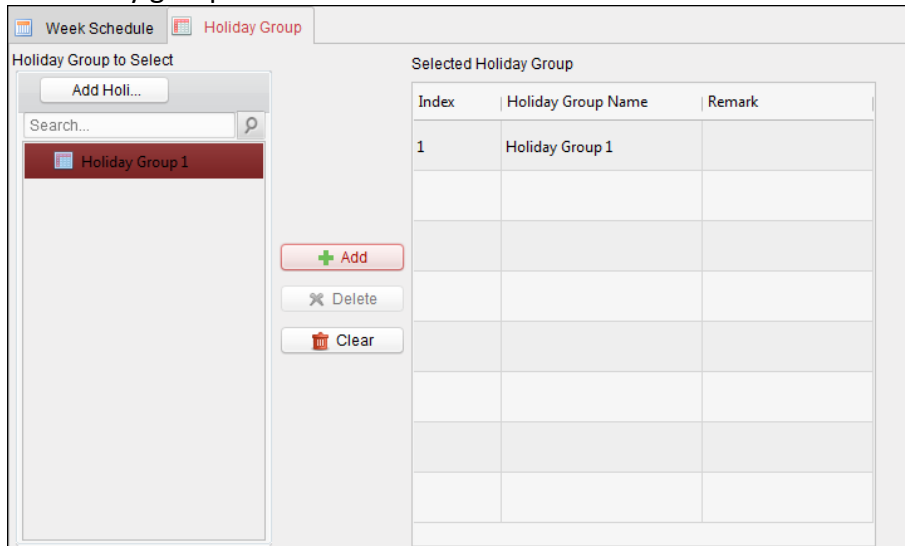 Week Schedule Holiday Group
Holiday Group to Select
Add Holi...
Search...
Holiday Group 1
Add
Delete
Clear
Selected Holiday Group
Index Holiday Group Name Remark
1 Holiday Group 1